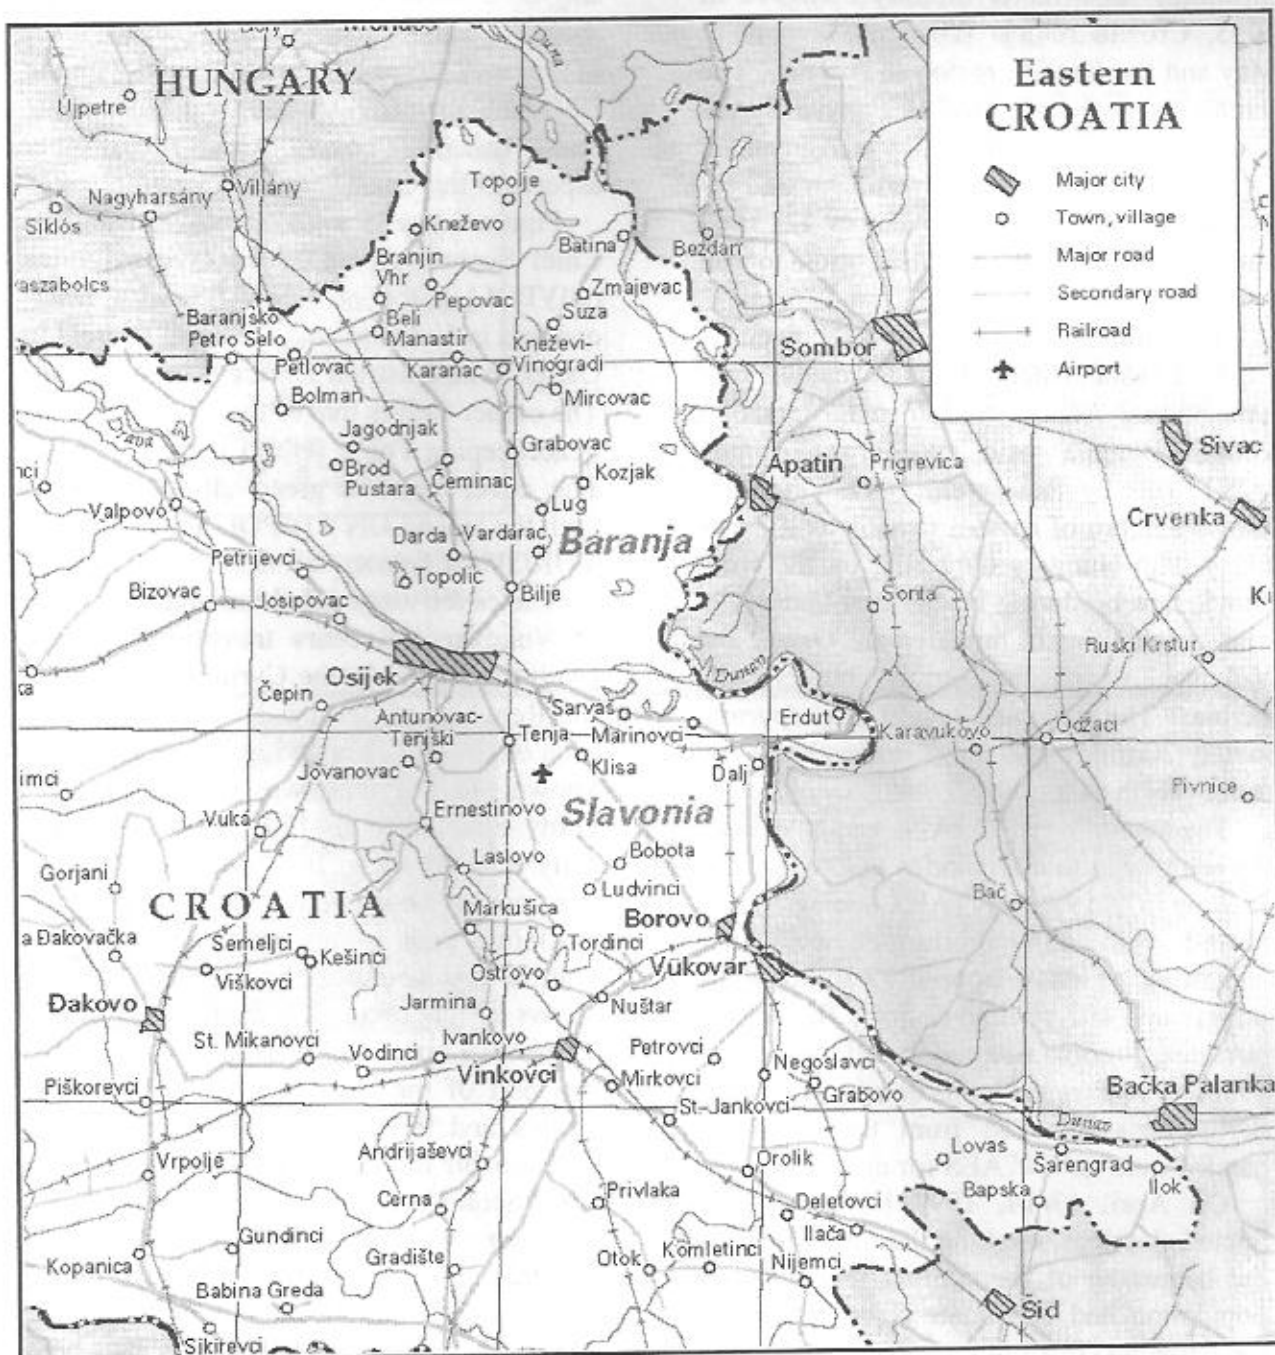 HUNGARY
Eastern
CROATIA
Major city
Town, village
Major road
Secondary road
Railroad
Airport
Újpetre
Villány
Nagyharsány
Siklós
Topolje
Kneževo
Batina
Bezdan
Branjin
Vhr
Pepovac
Zmajevac
Suza
Baranjsko
Petro Selo
Beli
Manastir
Kneževi-
Vinogradi
Sombor
Petlovac
Karanac
Mircovac
Bolman
Drava
Jagodnjak
Grabovac
Sivac
Brod
Pustara
Čeminac
Kozjak
Apatin
Prigrevica
Valpovo
Lug
Crvenka
Darda
Vardarac
Baranja
Petrijevci
Topolic
Bilje
Bizovac
Josipovac
Sonta
Ruski Krstur
Osijek
Dunav
Čepin
Sarvaš
Erdut
Antunovac-
Tenjski
Tenja
Marinovci
Karavukovo
Odžaci
Jovanovac
Klisa
Dalj
Pivnice
Ernestinovo
Slavonia
Vuka
Laslovo
Bobota
Gorjani
Ludvinci
Bač
CROATIA
Markušica
Borovo
a Đakovačka
Semeljci
Kešinci
Tordinci
Viškovci
Ostrovo
Vukovar
Đakovo
Jarmina
Nuštar
St. Mikanovci
Vodinci
Ivankovo
Petrovci
Negoslavci
Vinkovci
Mirkovci
Grabovo
Bačka Palanka
Piškorevci
St. Jankovci
Dunav
Andrijaševci
Orolik
Lovas
Šarengrad
Vrpolje
Bapska
Ilok
Cerna
Privlaka
Deletovci
Ilača
Gundinci
Gradište
Otok
Komletinci
Nijemci
Kopanica
Babina Greda
Šid
Sikirevci